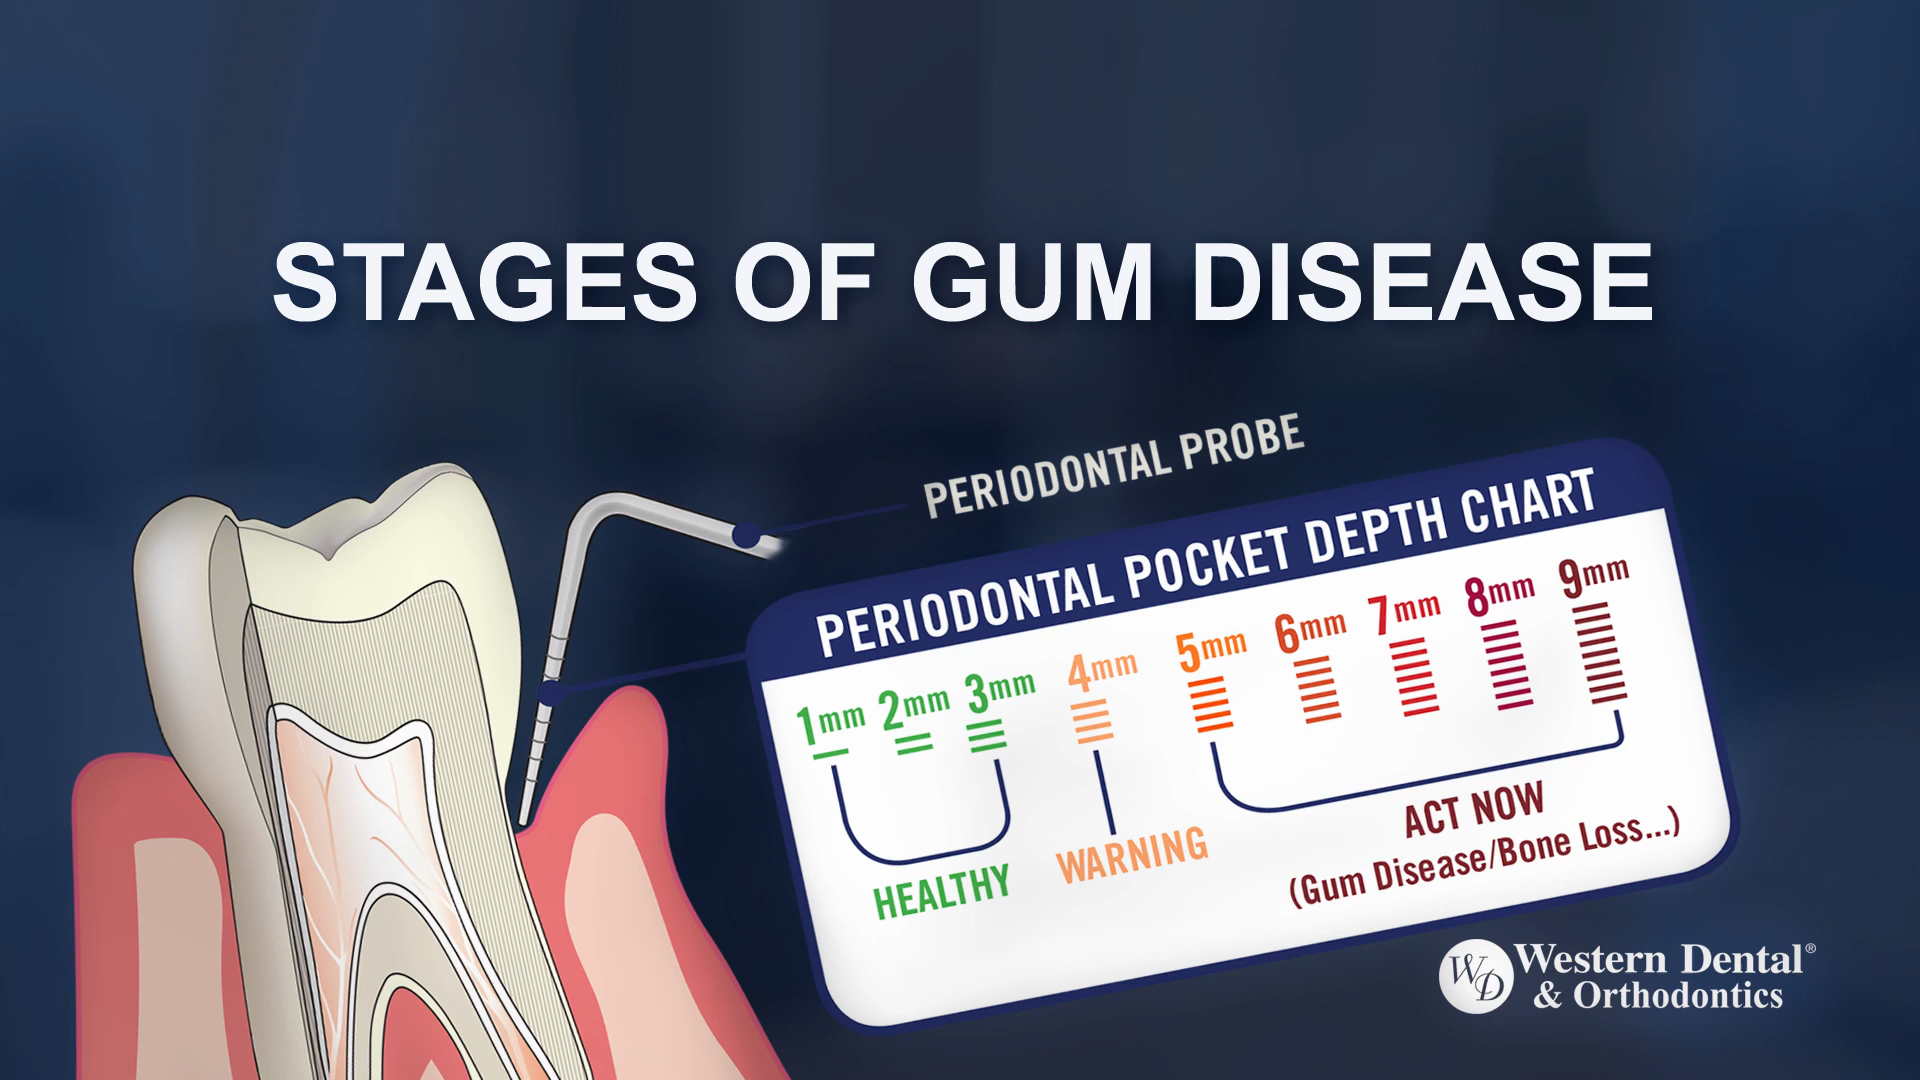 STAGES OF GUM DISEASE
PERIODONTAL PROBE
PERIODONTAL POCKET DEPTH CHART
1mm 2mm 3mm 4mm 5mm 6mm 7mm 8mm 9mm
HEALTHY
WARNING
ACT NOW
(Gum Disease/Bone Loss...)
WD Western Dental®
& Orthodontics